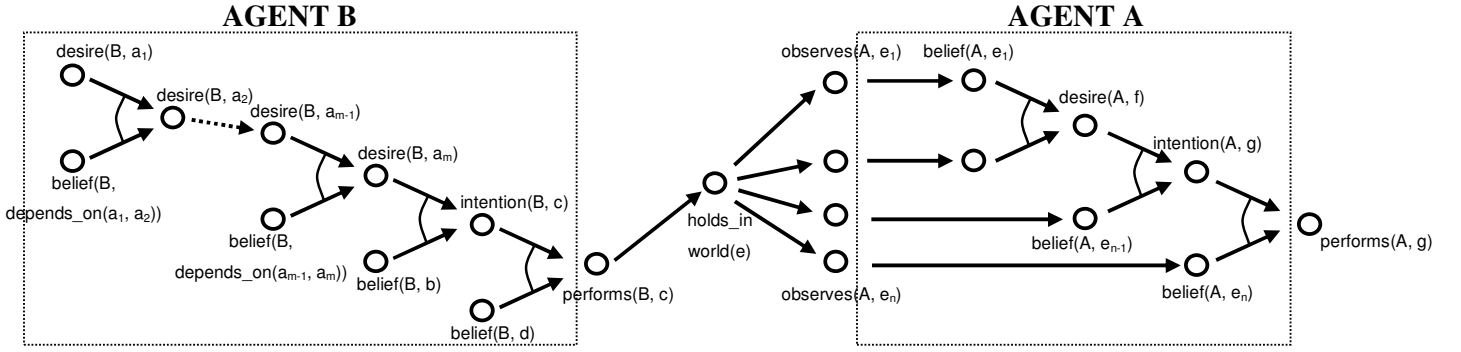 AGENT B
AGENT A
desire(B, a1)
desire(B, a2)
desire(B, am-1)
desire(B, am)
intention(B, c)
belief(B,
depends_on(a1, a2))
belief(B,
depends_on(am-1, am))
belief(B, b)
belief(B, d)
performs(B, c)
holds_in
world(e)
observes(A, e1)
observes(A, en)
belief(A, e1)
desire(A, f)
intention(A, g)
belief(A, en-1)
belief(A, en)
performs(A, g)